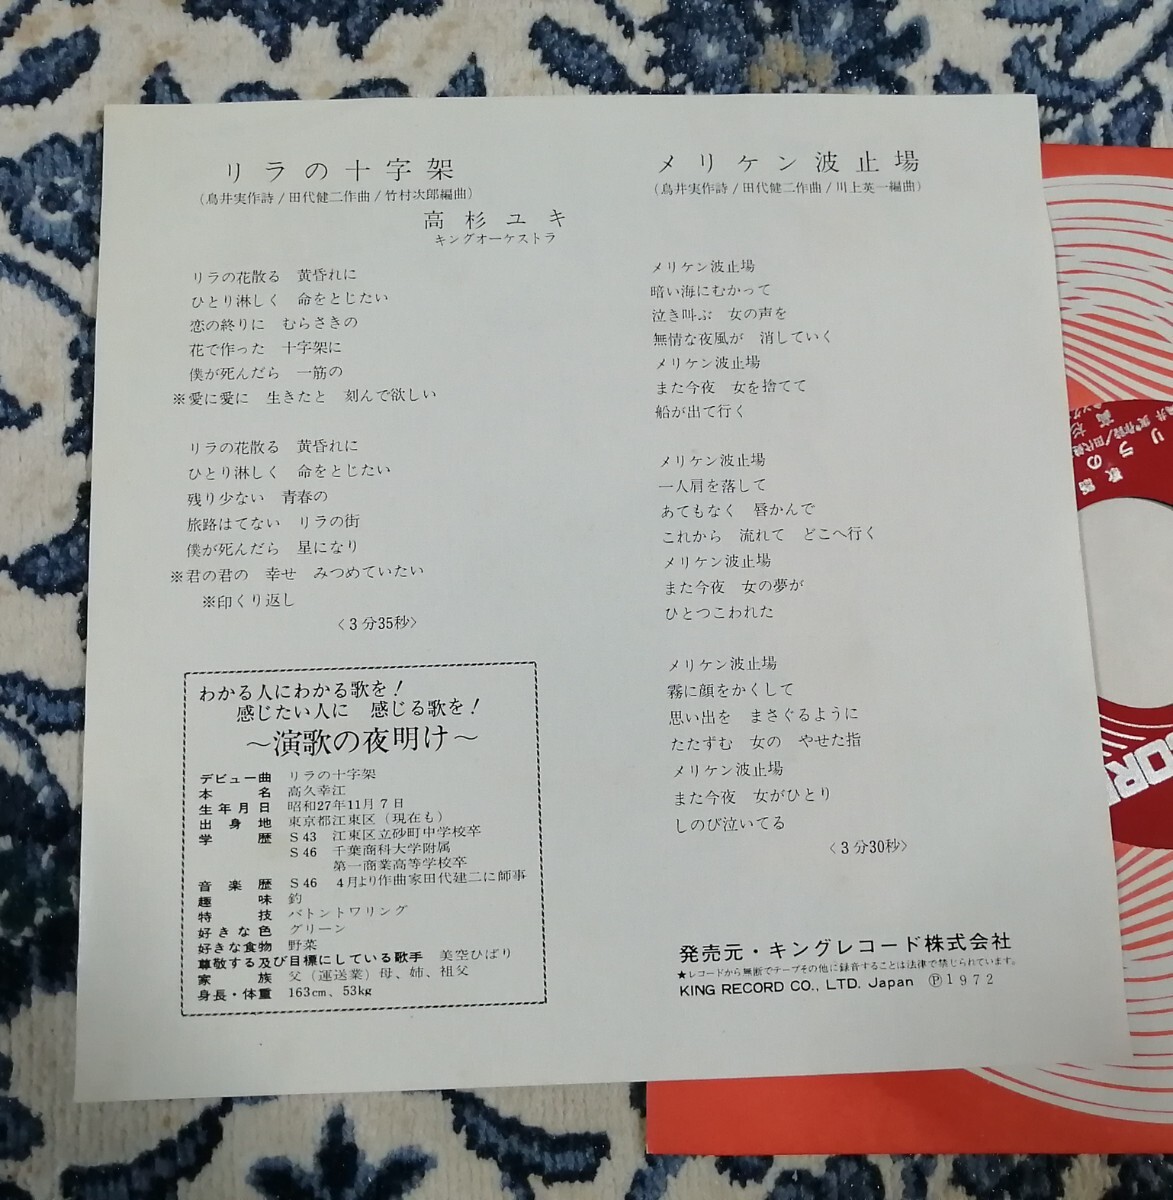 リラの十字架
（鳥井実作詩/田代健二作曲/竹村次郎編曲）
高杉ユキ
キングオーケストラ
リラの花散る　黄昏れに
ひとり淋しく　命をとじたい
恋の終りに　むらさきの
花で作った　十字架に
僕が死んだら　一筋の
※愛に愛に　生きたと　刻んで欲しい
リラの花散る　黄昏れに
ひとり淋しく　命をとじたい
残り少ない　青春の
旅路はてない　リラの街
僕が死んだら　星になり
※君の君の　幸せ　みつめていたい
※印くり返し
〈3分35秒〉
わかる人にわかる歌を！
感じたい人に　感じる歌を！
〜演歌の夜明け〜
デビュー曲　リラの十字架
本名　高久幸江
生年月日　昭和27年11月7日
出身地　東京都江東区（現在も）
学歴　S43　江東区立砂町中学校卒
S46　千葉商科大学附属
第一商業高等学校卒
音楽歴　S46　4月より作曲家田代建二に師事
趣味　釣
特技　バトントワリング
好きな色　グリーン
好きな食物　野菜
尊敬する及び目標にしている歌手　美空ひばり
家族　父（運送業）母、姉、祖父
身長・体重　163cm、53kg
メリケン波止場
（鳥井実作詩/田代健二作曲/川上英一編曲）
メリケン波止場
暗い海にむかって
泣き叫ぶ　女の声を
無情な夜風が　消していく
メリケン波止場
また今夜　女を捨てて
船が出て行く
メリケン波止場
一人肩を落して
あてもなく　唇かんで
これから　流れて　どこへ行く
メリケン波止場
また今夜　女の夢が
ひとつこわれた
メリケン波止場
霧に顔をかくして
思い出を　まさぐるように
たたずむ　女の　やせた指
メリケン波止場
また今夜　女がひとり
しのび泣いてる
〈3分30秒〉
発売元・キングレコード株式会社
★レコードから無断でテープその他に録音することは法律で禁じられています。
KING RECORD CO., LTD. Japan　Ⓟ1972